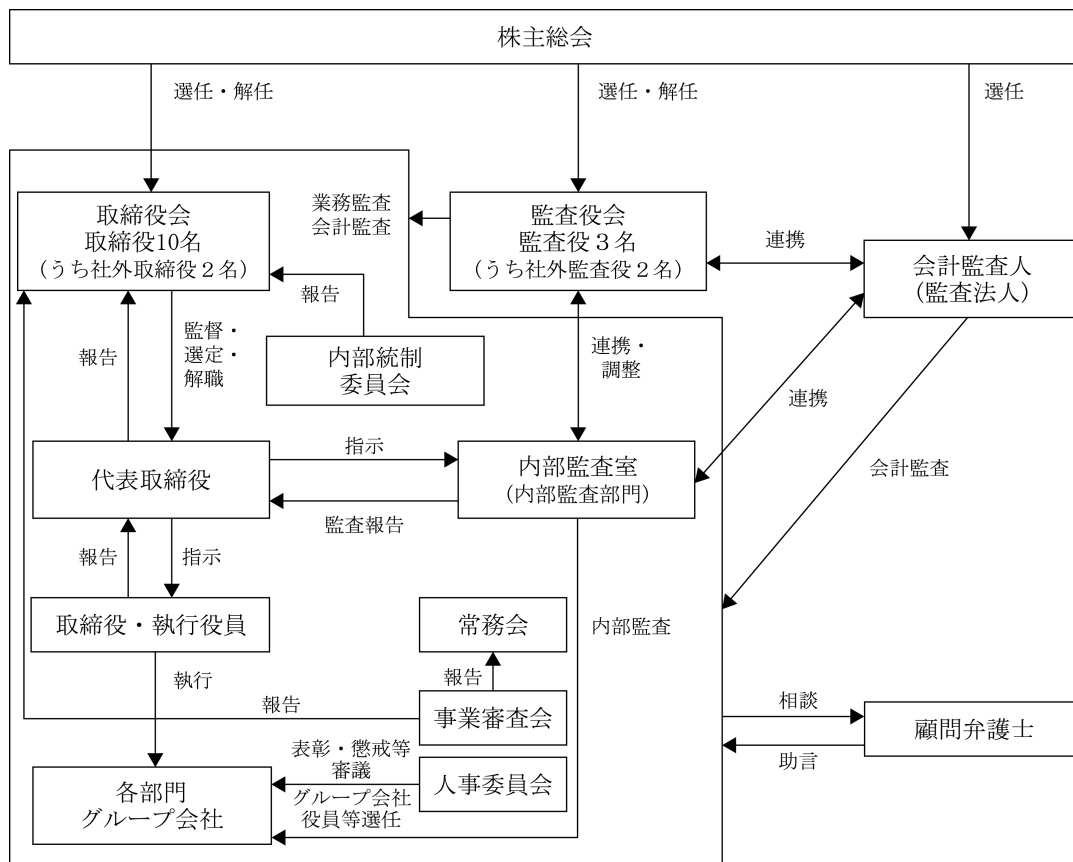 株主総会
選任・解任
選任・解任
選任
取締役会
取締役10名
（うち社外取締役２名）
業務監査
会計監査
監査役会
監査役３名
（うち社外監査役２名）
連携
会計監査人
（監査法人）
報告
報告
監督・
選定・
解職
内部統制
委員会
連携・
調整
連携
代表取締役
指示
監査報告
内部監査室
（内部監査部門）
会計監査
報告
指示
取締役・執行役員
常務会
内部監査
執行
報告
報告
事業審査会
相談
助言
顧問弁護士
表彰・懲戒等
審議
人事委員会
グループ会社
役員等選任
各部門
グループ会社